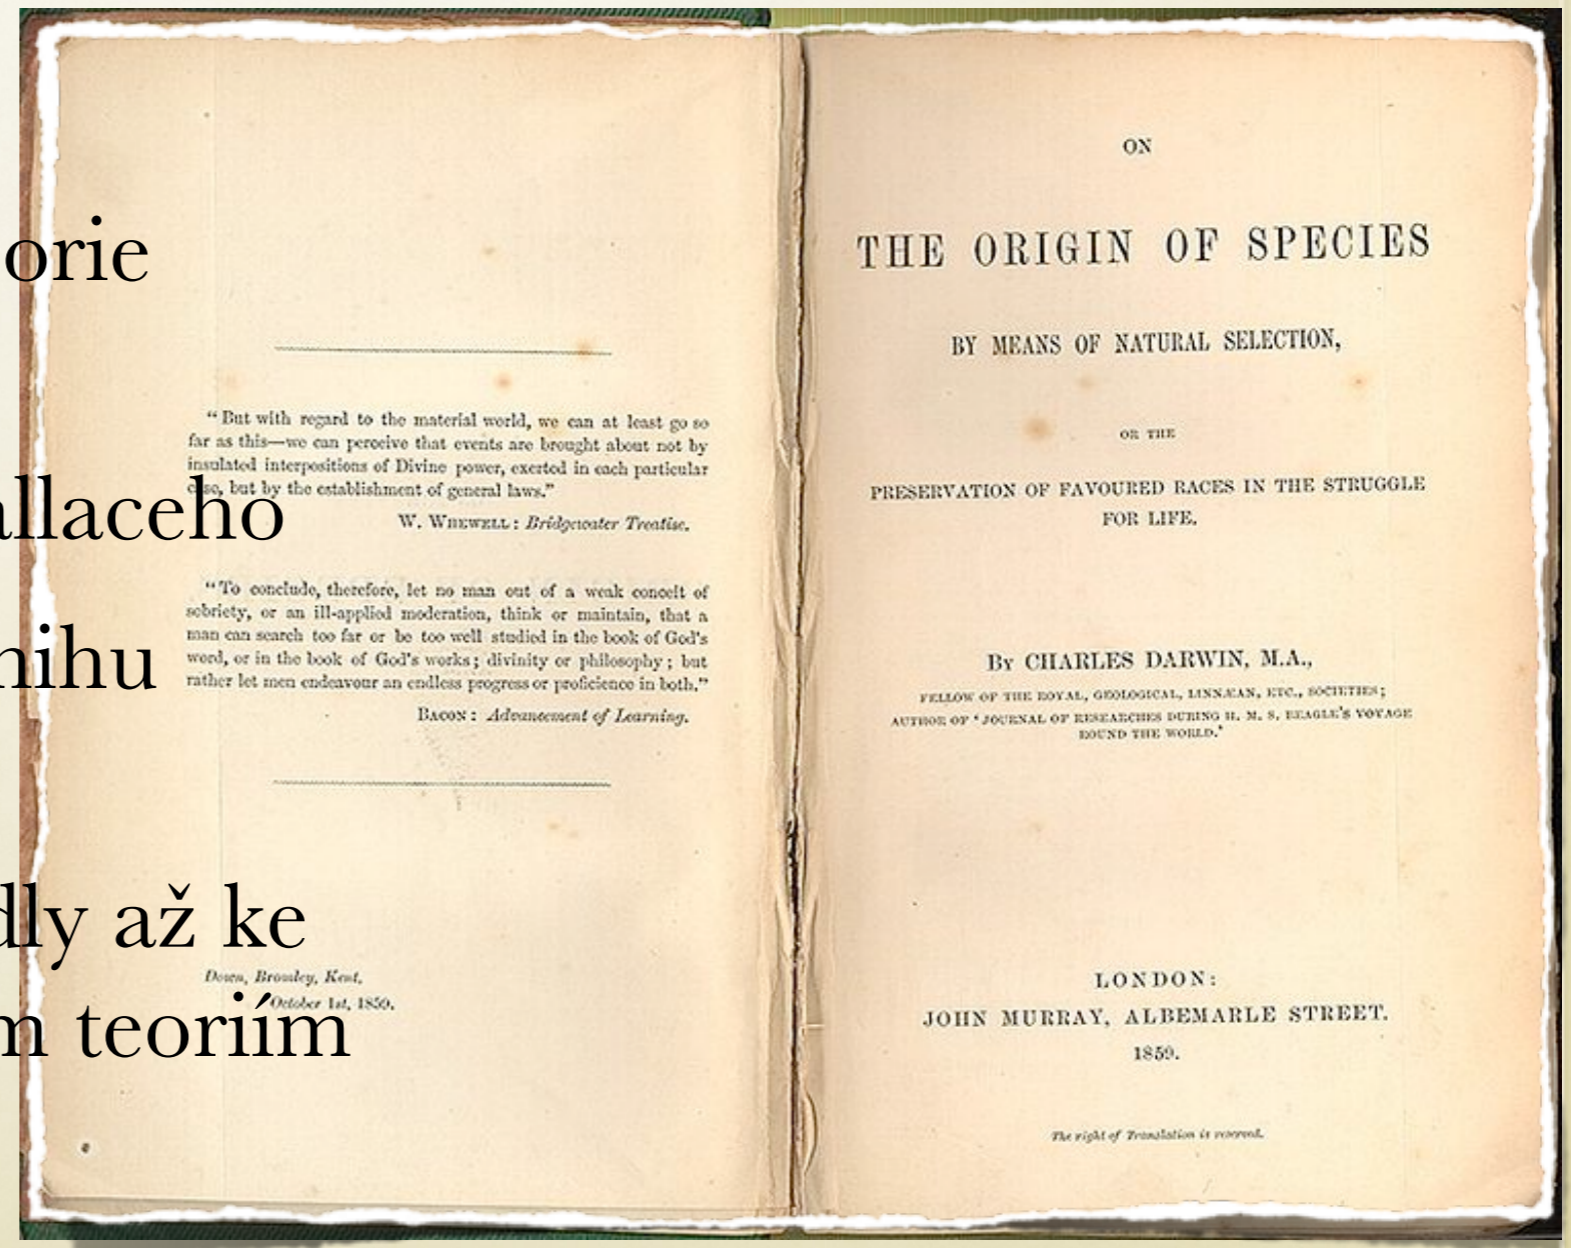 orie
allaceho
nihu
dly až ke
m teoriím
“But with regard to the material world, we can at least go so
far as this—we can perceive that events are brought about not by
insulated interpositions of Divine power, exerted in each particular
case, but by the establishment of general laws.”
W. WHEWELL: Bridgewater Treatise.
“To conclude, therefore, let no man out of a weak conceit of
sobriety, or an ill-applied moderation, think or maintain, that a
man can search too far or be too well studied in the book of God's
word, or in the book of God's works; divinity or philosophy; but
rather let men endeavour an endless progress or proficience in both.”
BACON: Advancement of Learning.
Down, Bromley, Kent,
October 1st, 1859.
ON
THE ORIGIN OF SPECIES
BY MEANS OF NATURAL SELECTION,
OR THE
PRESERVATION OF FAVOURED RACES IN THE STRUGGLE
FOR LIFE.
BY CHARLES DARWIN, M.A.,
FELLOW OF THE ROYAL, GEOLOGICAL, LINNÆAN, ETC., SOCIETIES;
AUTHOR OF ‘JOURNAL OF RESEARCHES DURING H. M. S. BEAGLE'S VOYAGE
ROUND THE WORLD.’
LONDON:
JOHN MURRAY, ALBEMARLE STREET.
1859.
The right of Translation is reserved.